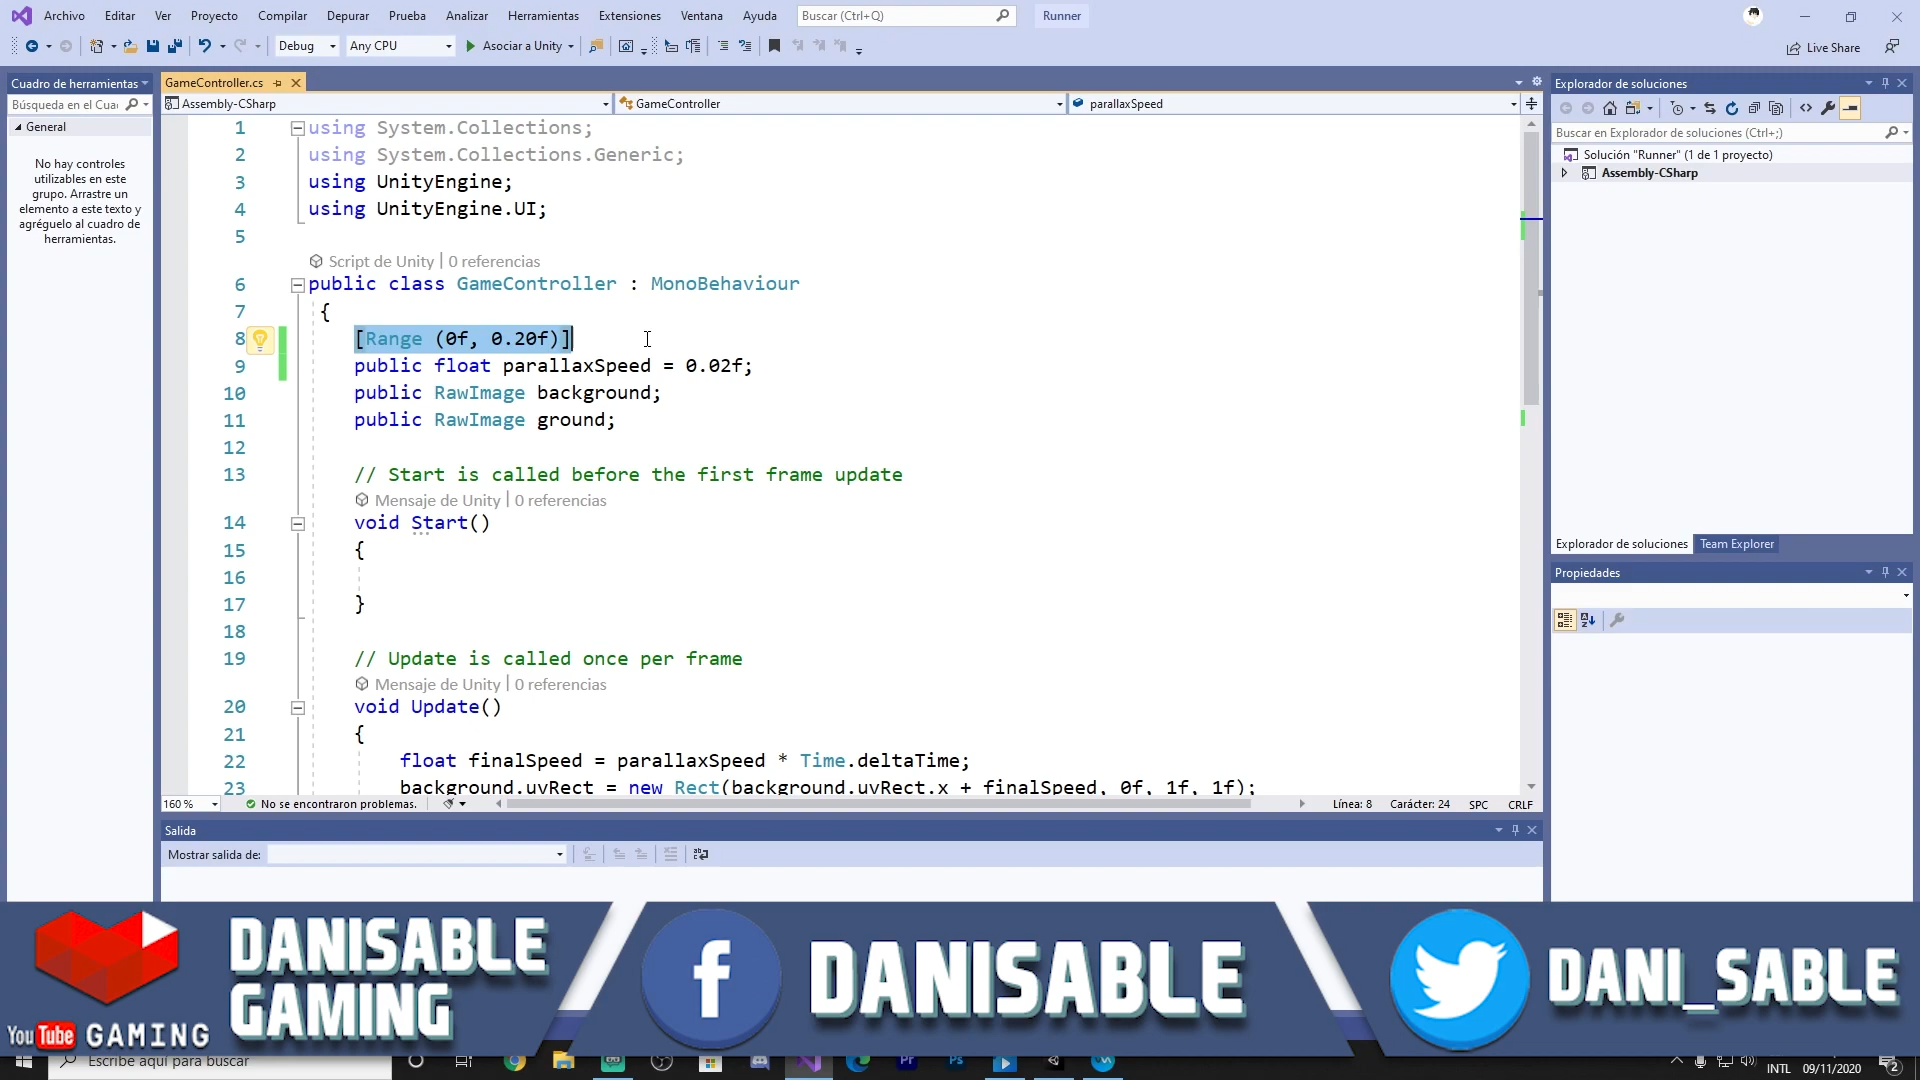 Archivo Editar Ver Proyecto Compilar Depurar Prueba Analizar Herramientas Extensiones Ventana Ayuda Buscar (Ctrl+Q) Runner
Debug Any CPU Asociar a Unity Live Share
Cuadro de herramientas
Búsqueda en el Cua
General
No hay controles
utilizables en este
grupo. Arrastre un
elemento a este texto y
agréguelo al cuadro de
herramientas.
GameController.cs
Assembly-CSharp GameController parallaxSpeed
1 using System.Collections;
2 using System.Collections.Generic;
3 using UnityEngine;
4 using UnityEngine.UI;
5
Script de Unity | 0 referencias
6 public class GameController : MonoBehaviour
7 {
8 [Range (0f, 0.20f)]
9 public float parallaxSpeed = 0.02f;
10 public RawImage background;
11 public RawImage ground;
12
13 // Start is called before the first frame update
Mensaje de Unity | 0 referencias
14 void Start()
15 {
16
17 }
18
19 // Update is called once per frame
Mensaje de Unity | 0 referencias
20 void Update()
21 {
22 float finalSpeed = parallaxSpeed * Time.deltaTime;
23 background.uvRect = new Rect(background.uvRect.x + finalSpeed, 0f, 1f, 1f);
160 % No se encontraron problemas. Línea: 8 Carácter: 24 SPC CRLF
Salida
Mostrar salida de:
Explorador de soluciones
Buscar en Explorador de soluciones (Ctrl+;)
Solución "Runner" (1 de 1 proyecto)
Assembly-CSharp
Explorador de soluciones Team Explorer
Propiedades
DANISABLE
GAMING
YouTube GAMING
DANISABLE
DANI_SABLE
Escribe aquí para buscar
INTL 09/11/2020 2